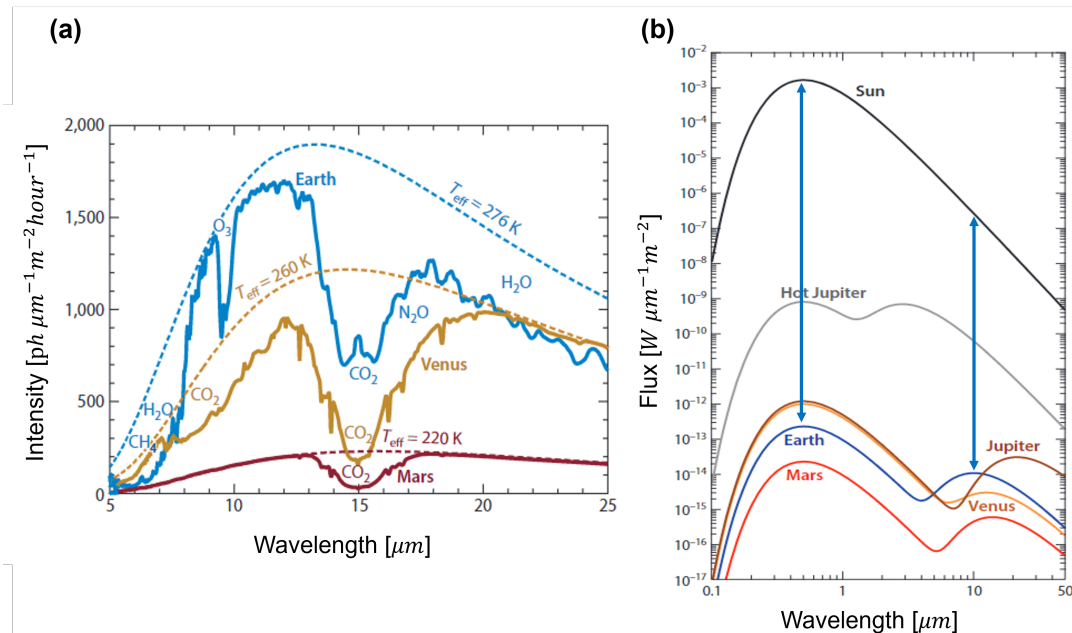 (a)
Intensity [ph μm⁻¹m⁻²hour⁻¹]
2,000
1,500
1,000
500
0
5
10
15
20
25
Wavelength [μm]
Earth
O₃
T_eff = 276 K
T_eff = 260 K
H₂O
N₂O
CO₂
CO₂
H₂O
CH₄
CO₂
Venus
CO₂
T_eff = 220 K
Mars
(b)
Flux [W μm⁻¹m⁻²]
10⁻²
10⁻³
10⁻⁴
10⁻⁵
10⁻⁶
10⁻⁷
10⁻⁸
10⁻⁹
10⁻¹⁰
10⁻¹¹
10⁻¹²
10⁻¹³
10⁻¹⁴
10⁻¹⁵
10⁻¹⁶
10⁻¹⁷
0.1
1
10
50
Wavelength [μm]
Sun
Hot Jupiter
Earth
Mars
Jupiter
Venus